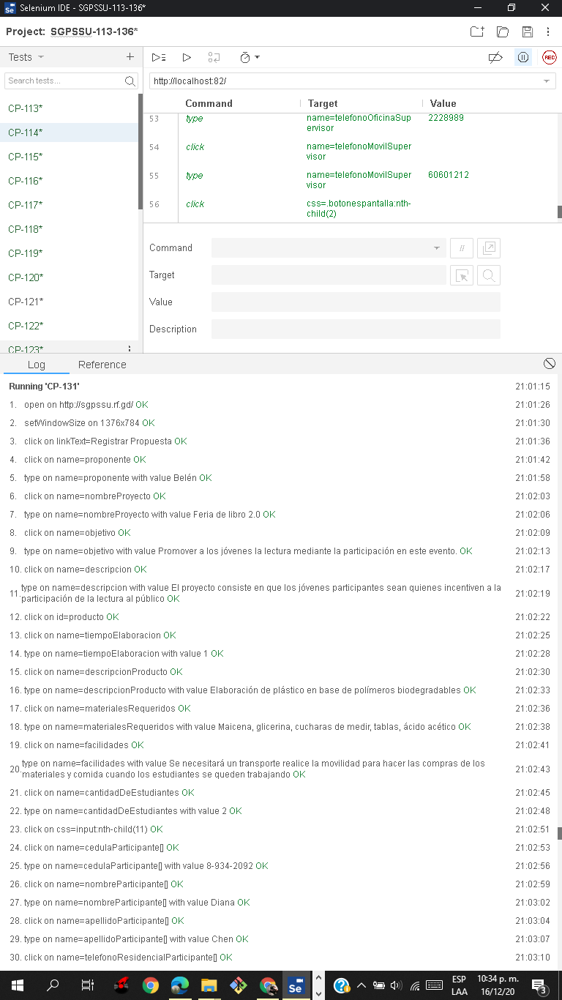 Selenium IDE - SGPSSU-113-136*
Project: SGPSSU-113-136*
Tests
Search tests...
CP-113*
CP-114*
CP-115*
CP-116*
CP-117*
CP-118*
CP-119*
CP-120*
CP-121*
CP-122*
CP-123*
REC
http://localhost:82/
Command Target Value
53 type name=telefonoOficinaSup
ervisor 2228989
54 click name=telefonoMovilSuper
visor
55 type name=telefonoMovilSuper
visor 60601212
56 click css=.botonespantalla:nth-
child(2)
Command //
Target
Value
Description
Log Reference
Running 'CP-131' 21:01:15
1. open on http://sgpssu.rf.gd/ OK 21:01:26
2. setWindowSize on 1376x784 OK 21:01:30
3. click on linkText=Registrar Propuesta OK 21:01:36
4. click on name=proponente OK 21:01:42
5. type on name=proponente with value Belén OK 21:01:58
6. click on name=nombreProyecto OK 21:02:03
7. type on name=nombreProyecto with value Feria de libro 2.0 OK 21:02:06
8. click on name=objetivo OK 21:02:09
9. type on name=objetivo with value Promover a los jóvenes la lectura mediante la participación en este evento. OK 21:02:13
10. click on name=descripcion OK 21:02:17
11. type on name=descripcion with value El proyecto consiste en que los jóvenes participantes sean quienes incentiven a la
participación de la lectura al público OK 21:02:19
12. click on id=producto OK 21:02:22
13. click on name=tiempoElaboracion OK 21:02:25
14. type on name=tiempoElaboracion with value 1 OK 21:02:28
15. click on name=descripcionProducto OK 21:02:30
16. type on name=descripcionProducto with value Elaboración de plástico en base de polímeros biodegradables OK 21:02:33
17. click on name=materialesRequeridos OK 21:02:36
18. type on name=materialesRequeridos with value Maicena, glicerina, cucharas de medir, tablas, ácido acético OK 21:02:38
19. click on name=facilidades OK 21:02:41
20. type on name=facilidades with value Se necesitará un transporte realice la movilidad para hacer las compras de los
materiales y comida cuando los estudiantes se queden trabajando OK 21:02:43
21. click on name=cantidadDeEstudiantes OK 21:02:45
22. type on name=cantidadDeEstudiantes with value 2 OK 21:02:48
23. click on css=input:nth-child(11) OK 21:02:51
24. click on name=cedulaParticipante[] OK 21:02:53
25. type on name=cedulaParticipante[] with value 8-934-2092 OK 21:02:56
26. click on name=nombreParticipante[] OK 21:02:59
27. type on name=nombreParticipante[] with value Diana OK 21:03:02
28. click on name=apellidoParticipante[] OK 21:03:04
29. type on name=apellidoParticipante[] with value Chen OK 21:03:07
30. click on name=telefonoResidencialParticipante[] OK 21:03:10
Se
ESP
LAA
10:34 p. m.
16/12/20
3